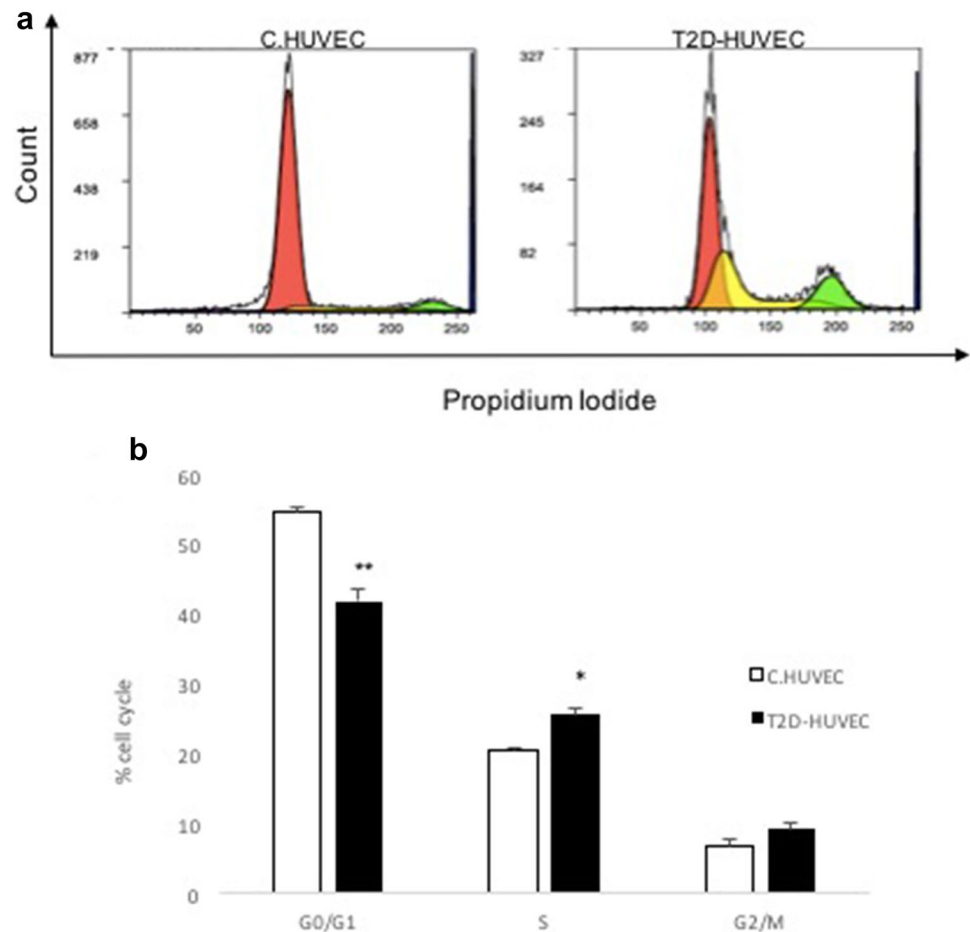 a
C.HUVEC
T2D-HUVEC
Count
877
658
438
219
50 100 150 200 250
327
245
164
82
50 100 150 200 250
Propidium Iodide
b
% cell cycle
60
50
40
30
20
10
0
**
*
C.HUVEC
T2D-HUVEC
G0/G1 S G2/M